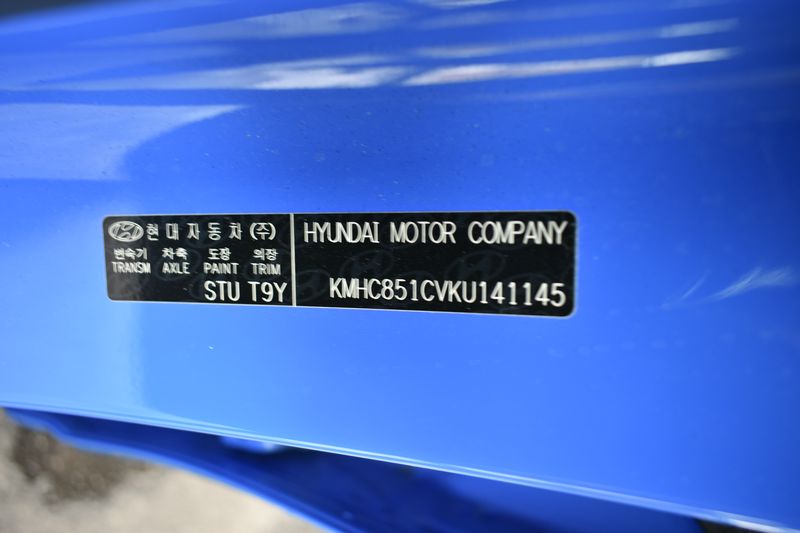 현대자동차(주)
변속기 차축 도장 의장
TRANSM AXLE PAINT TRIM
STU T9Y
HYUNDAI MOTOR COMPANY
KMHC851CVKU141145